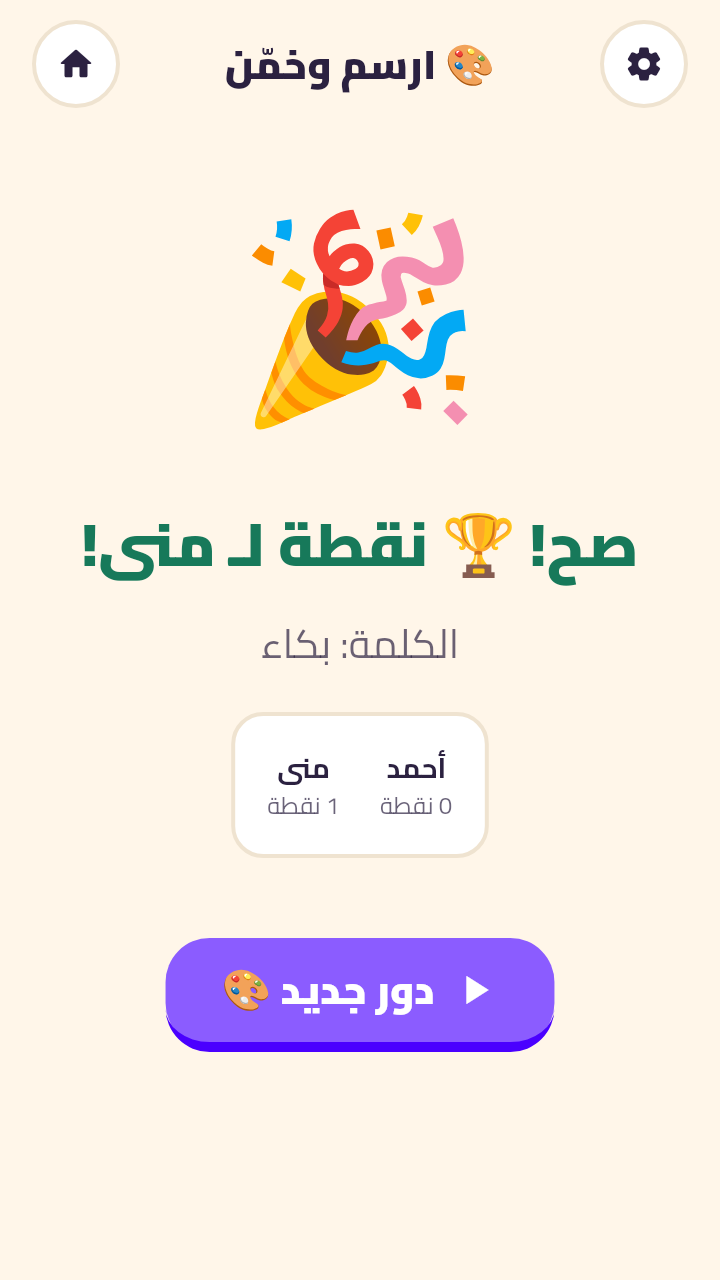 🎨 ارسم وخمّن
صح! 🏆 نقطة لـ منى!
الكلمة: بكاء
أحمد
0 نقطة
منى
1 نقطة
دور جديد 🎨